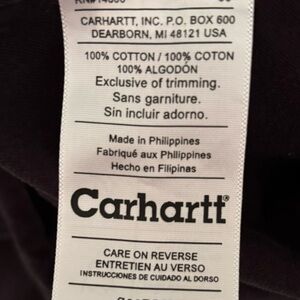 CARHARTT, INC. P.O. BOX 600
DEARBORN, MI 48121 USA
100% COTTON / 100% COTON
100% ALGODÓN
Exclusive of trimming.
Sans garniture.
Sin incluir adorno.
Made in Philippines
Fabriqué aux Philippines
Hecho en Filipinas
Carhartt®
CARE ON REVERSE
ENTRETIEN AU VERSO
INSTRUCCIONES DE CUIDADO AL DORSO